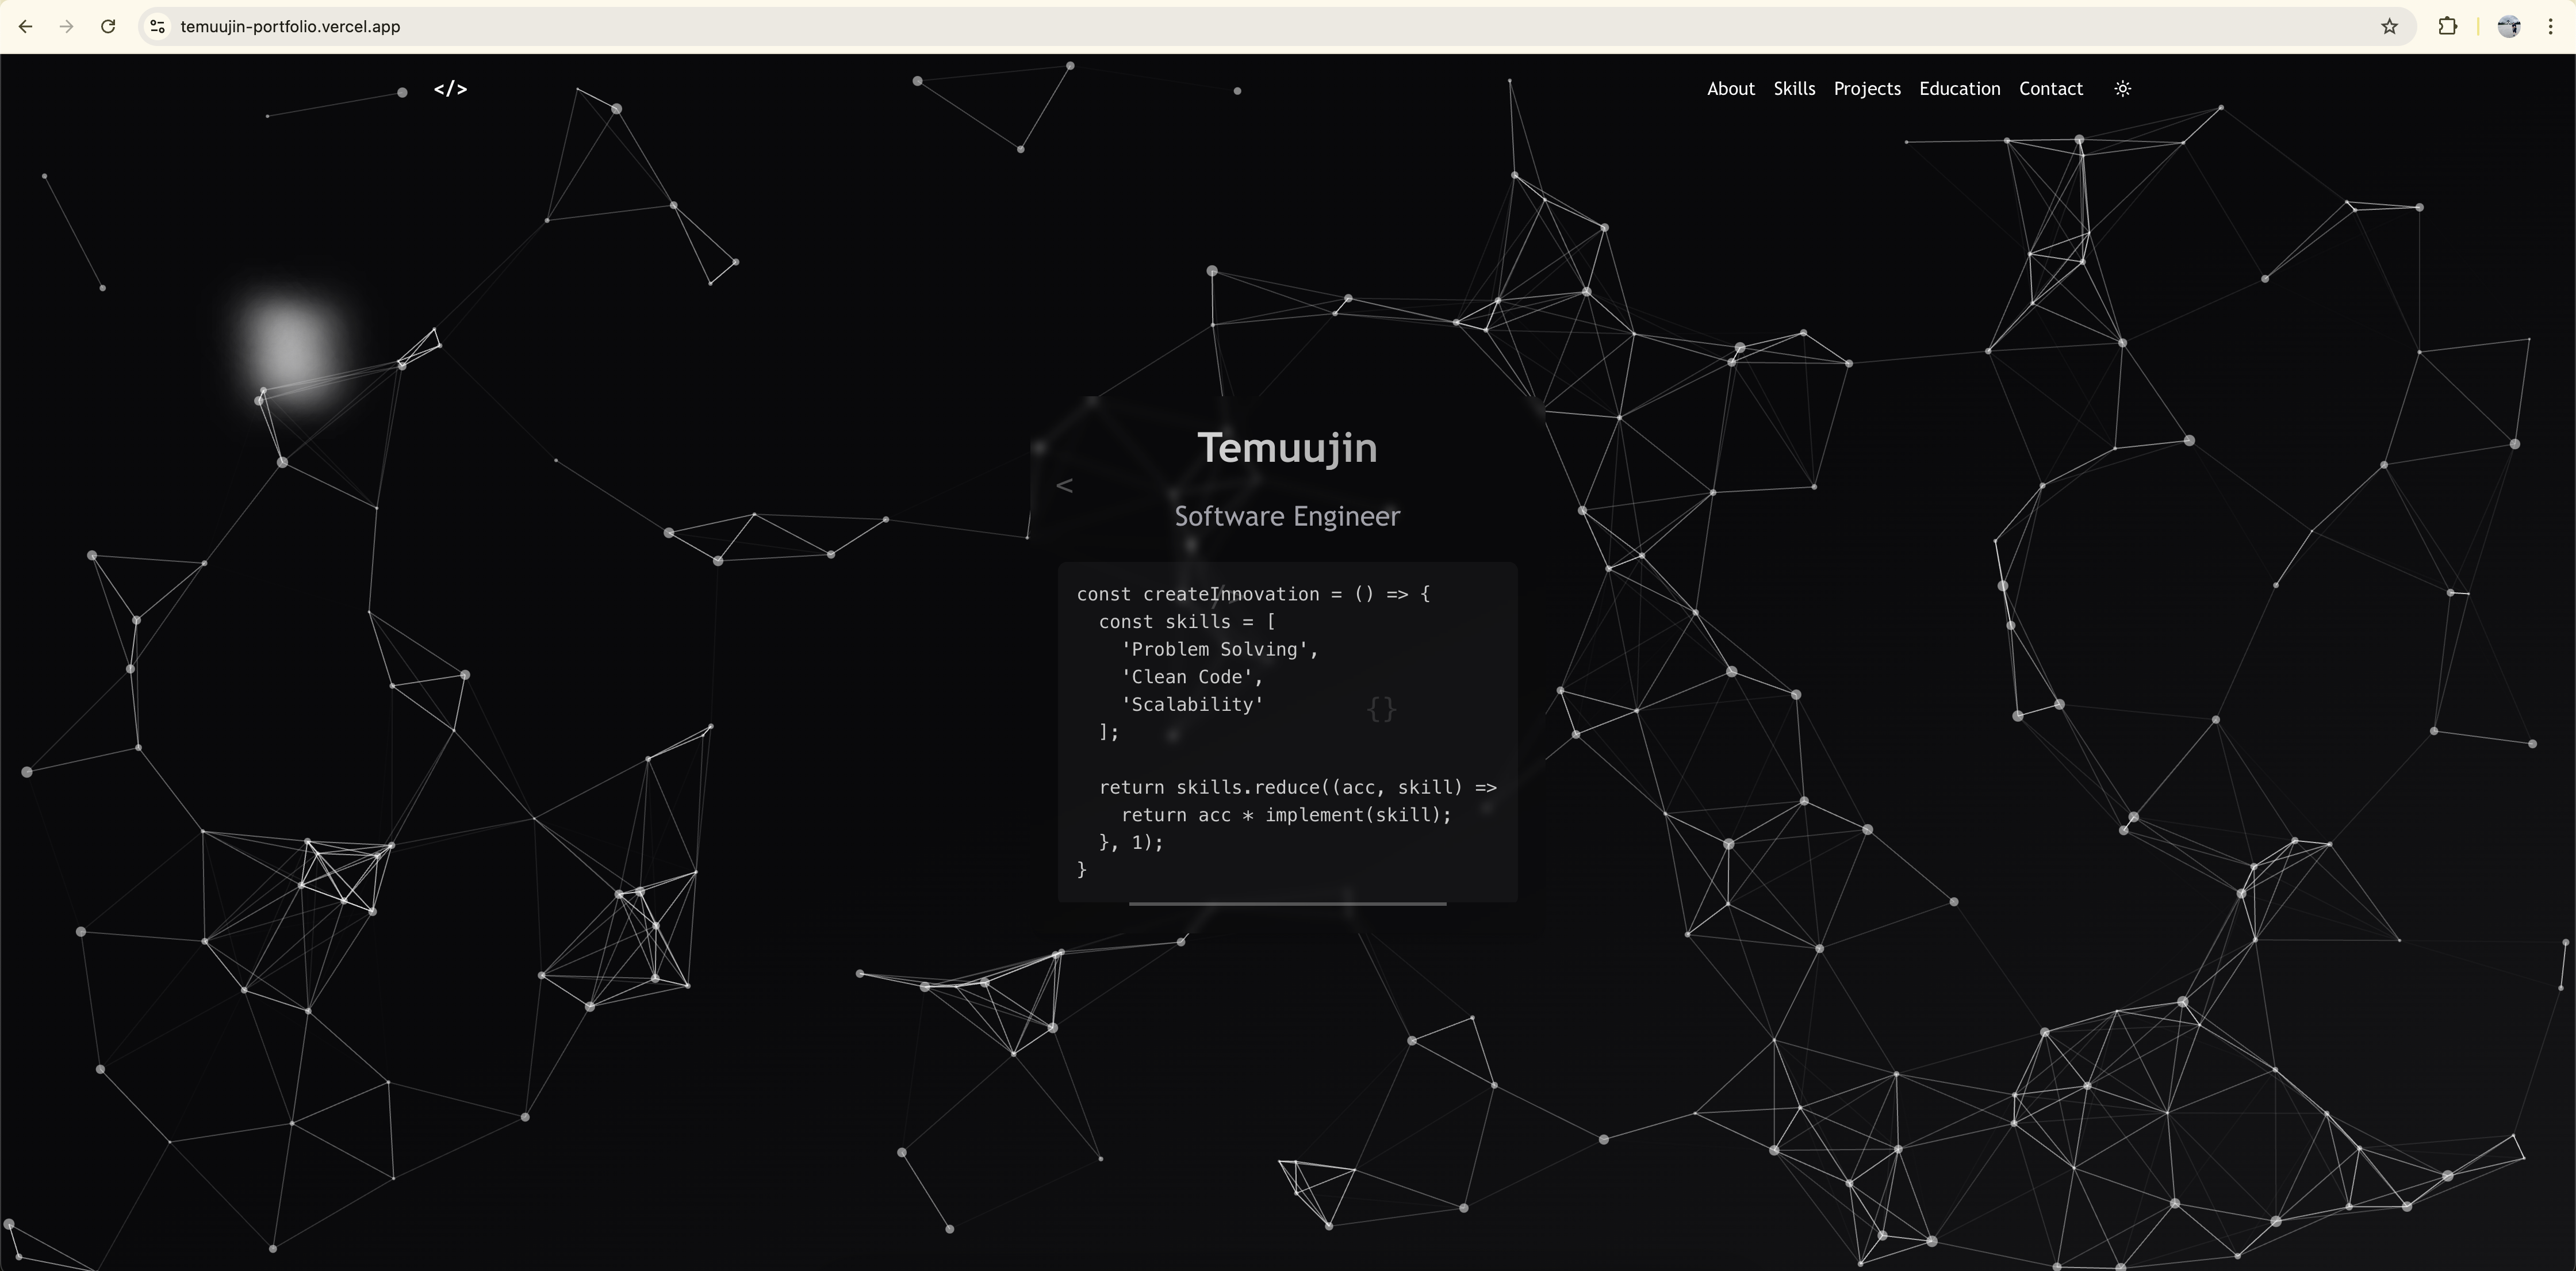 temuujin-portfolio.vercel.app
</>
About Skills Projects Education Contact
Temuujin
<
Software Engineer
const createInnovation = () => {
  const skills = [
    'Problem Solving',
    'Clean Code',
    'Scalability'
  ];
{}
  return skills.reduce((acc, skill) =>
    return acc * implement(skill);
  }, 1);
}